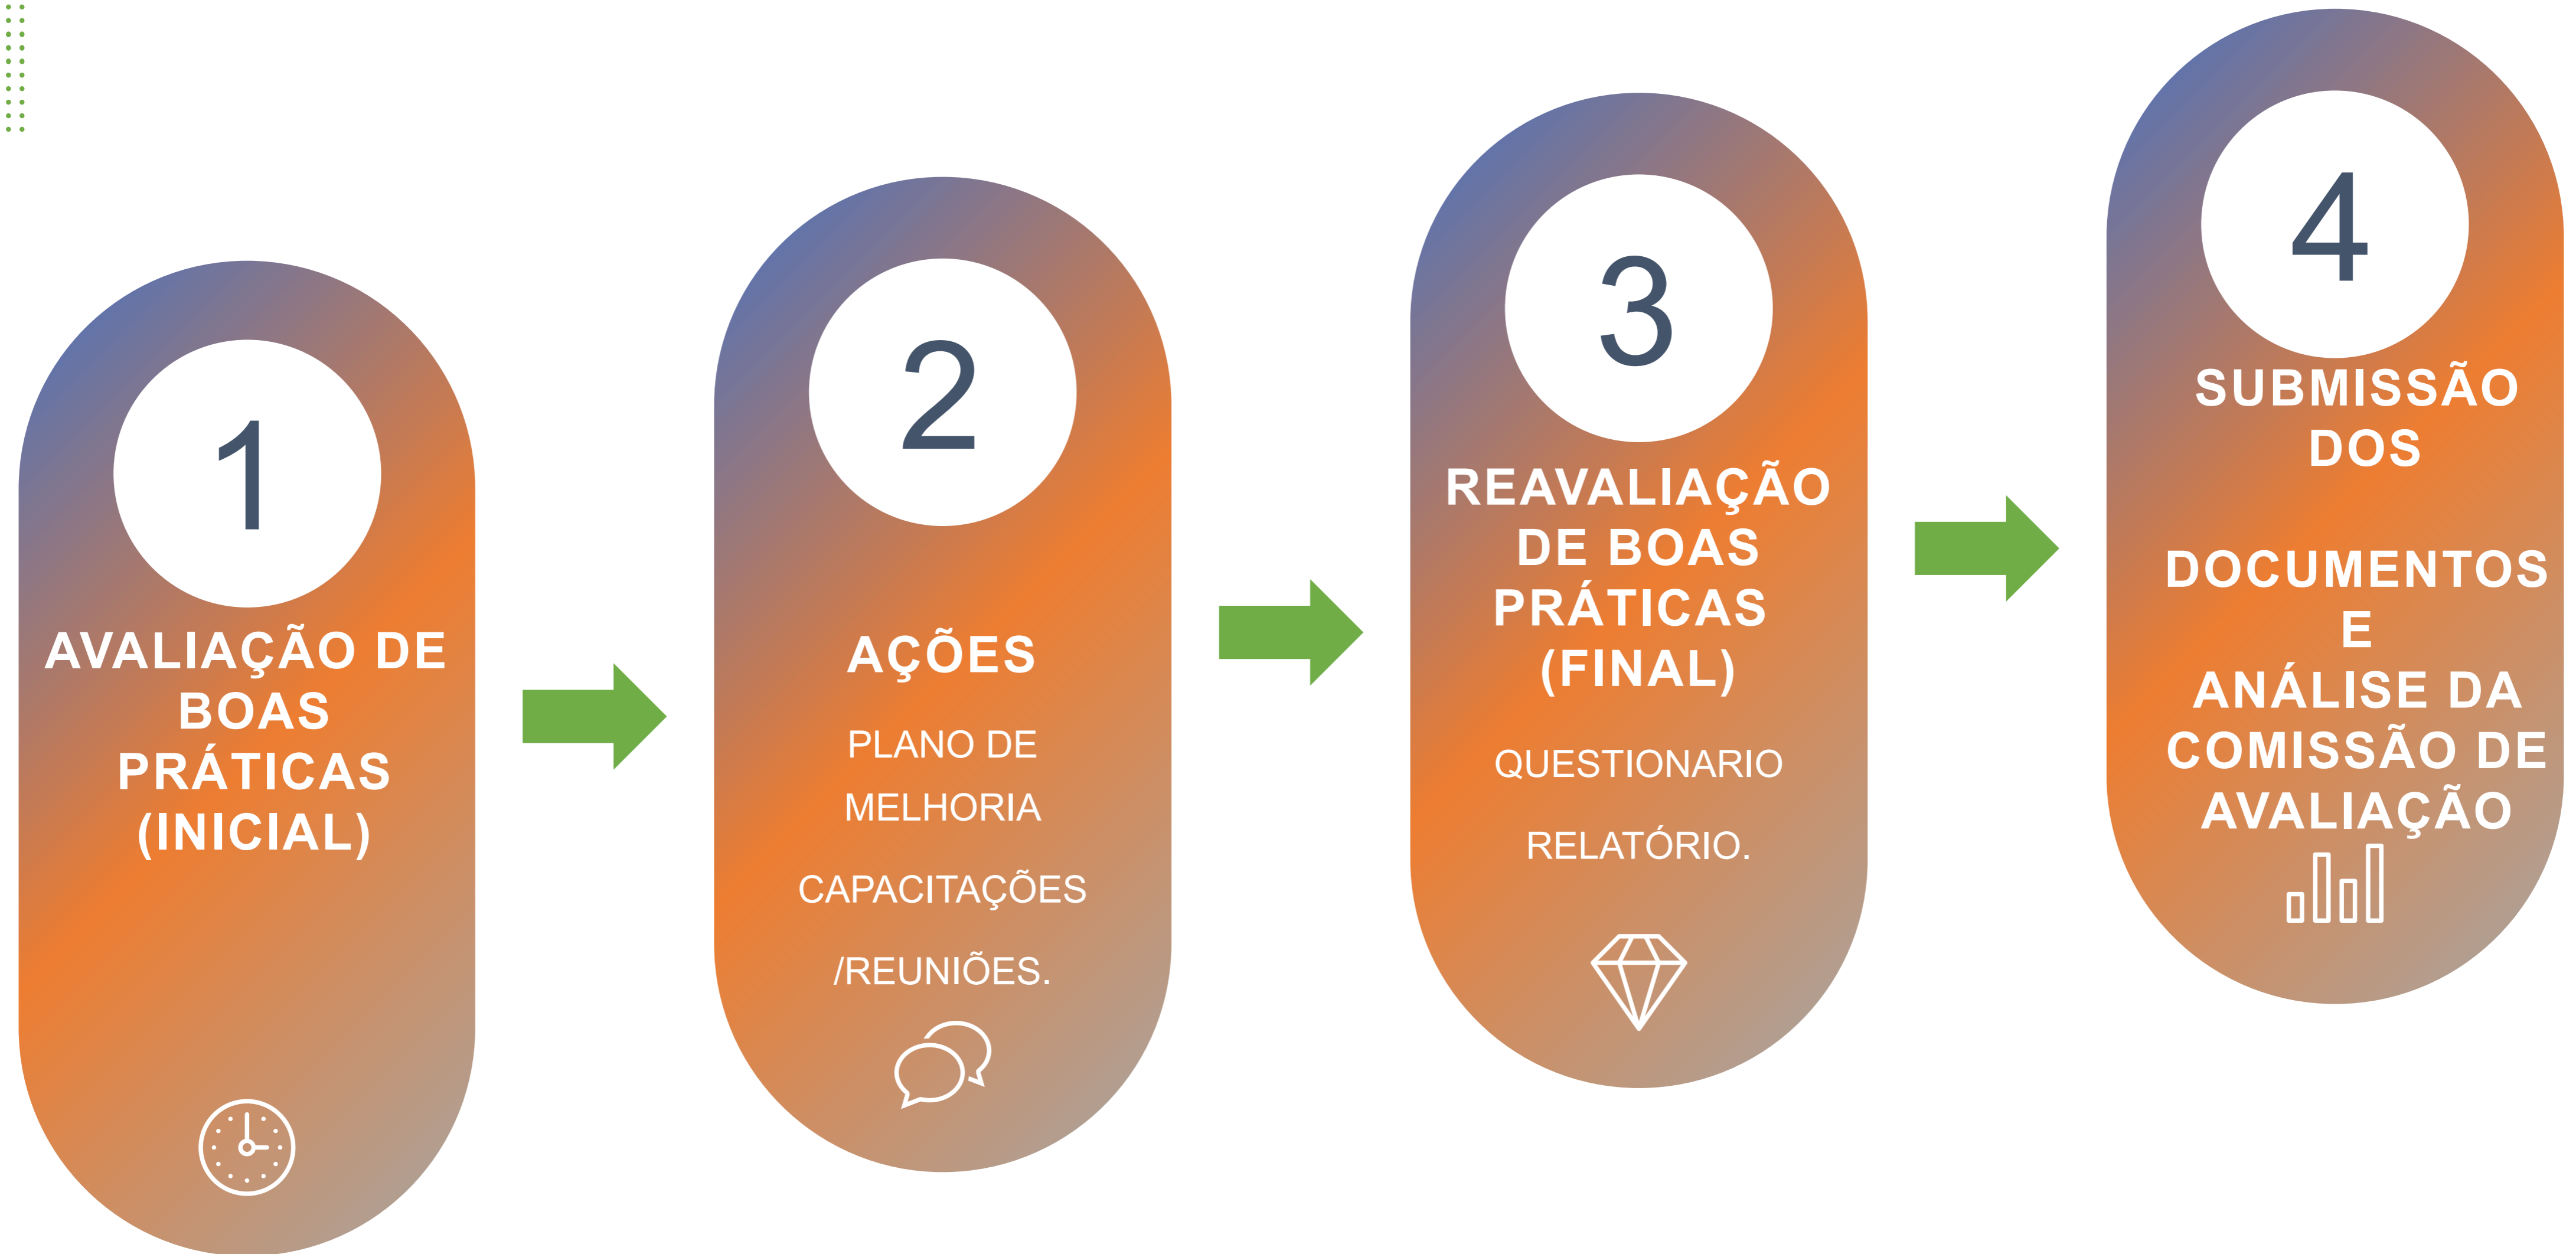 1
AVALIAÇÃO DE
BOAS
PRÁTICAS
(INICIAL)
2
AÇÕES
PLANO DE
MELHORIA
CAPACITAÇÕES
/REUNIÕES.
3
REAVALIAÇÃO
DE BOAS
PRÁTICAS
(FINAL)
QUESTIONARIO
RELATÓRIO.
4
SUBMISSÃO
DOS
DOCUMENTOS
E
ANÁLISE DA
COMISSÃO DE
AVALIAÇÃO